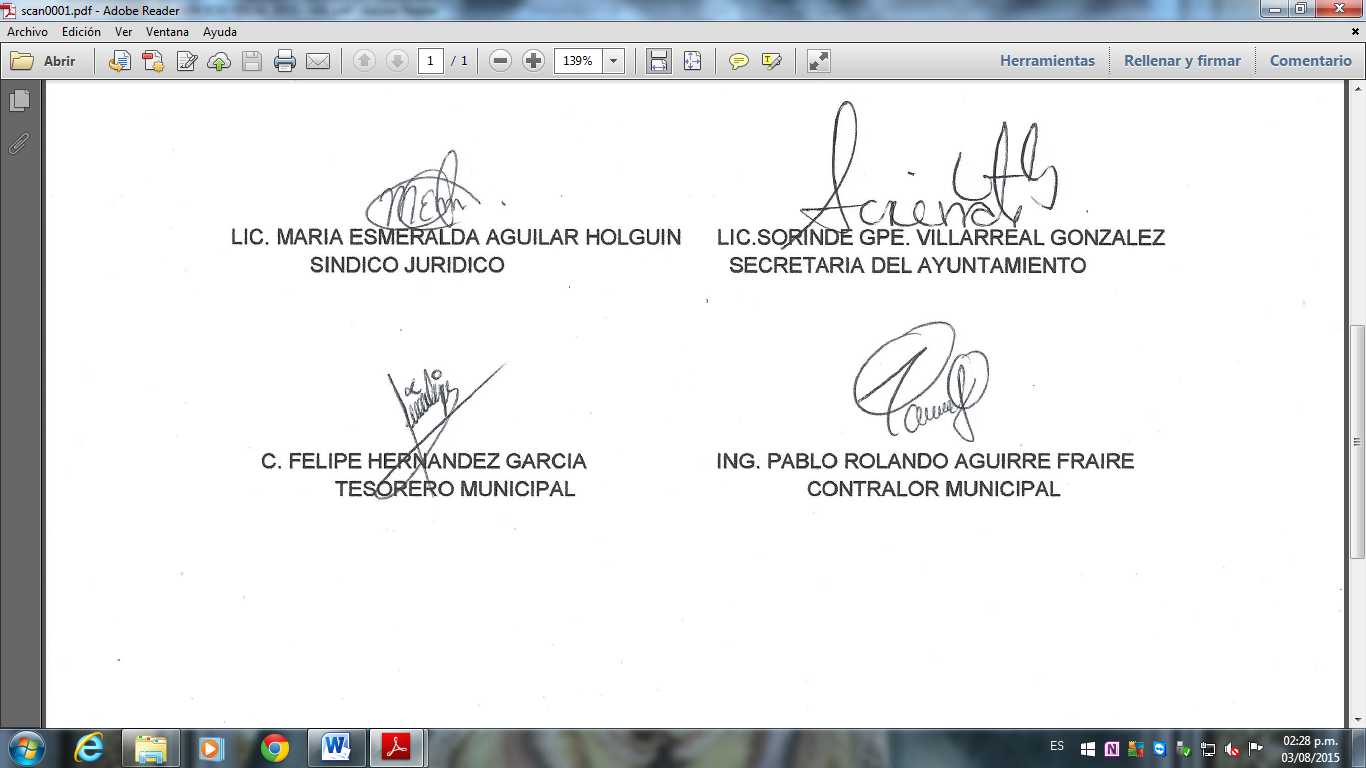 scan0001.pdf - Adobe Reader
Archivo Edición Ver Ventana Ayuda
Abrir 1 / 1 139% Herramientas Rellenar y firmar Comentario
LIC. MARIA ESMERALDA AGUILAR HOLGUIN
SINDICO JURIDICO
LIC.SORINDE GPE. VILLARREAL GONZALEZ
SECRETARIA DEL AYUNTAMIENTO
C. FELIPE HERNANDEZ GARCIA
TESORERO MUNICIPAL
ING. PABLO ROLANDO AGUIRRE FRAIRE
CONTRALOR MUNICIPAL
ES
02:28 p.m.
03/08/2015